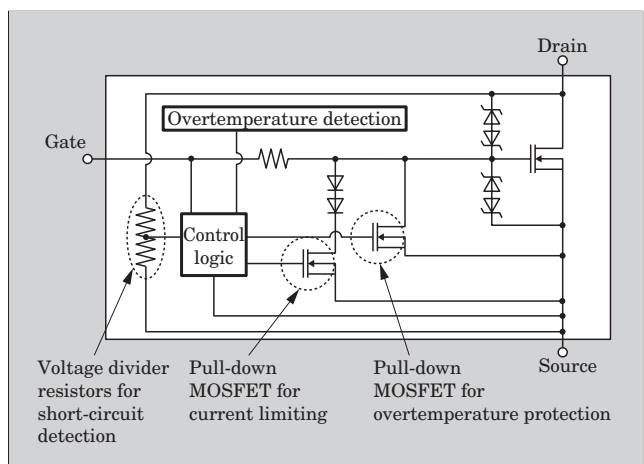 Drain
Overtemperature detection
Gate
Control
logic
Source
Voltage divider
resistors for
short-circuit
detection
Pull-down
MOSFET for
current limiting
Pull-down
MOSFET for
overtemperature protection